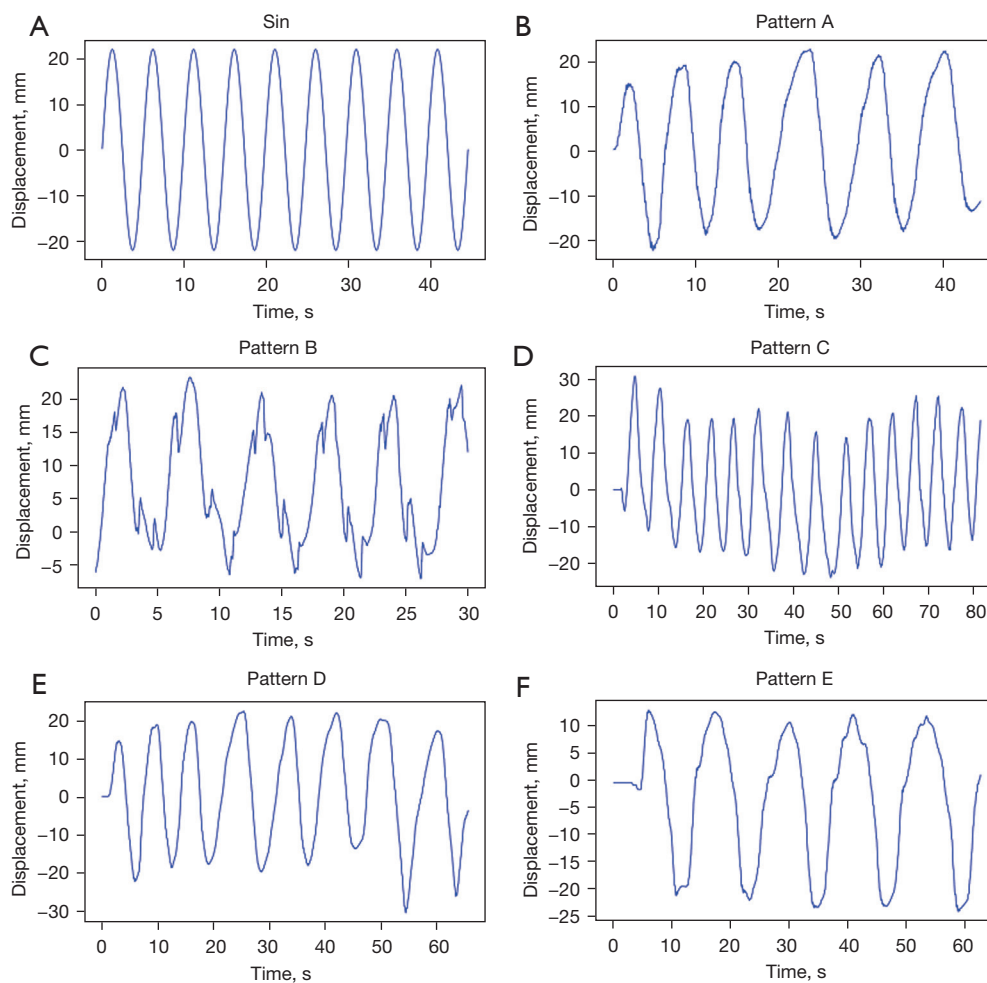 A
Sin
Displacement, mm
20
10
0
−10
−20
0 10 20 30 40
Time, s
B
Pattern A
Displacement, mm
20
10
0
−10
−20
0 10 20 30 40
Time, s
C
Pattern B
Displacement, mm
20
15
10
5
0
−5
0 5 10 15 20 25 30
Time, s
D
Pattern C
Displacement, mm
30
20
10
0
−10
−20
0 10 20 30 40 50 60 70 80
Time, s
E
Pattern D
Displacement, mm
20
10
0
−10
−20
−30
0 10 20 30 40 50 60
Time, s
F
Pattern E
Displacement, mm
10
5
0
−5
−10
−15
−20
−25
0 10 20 30 40 50 60
Time, s